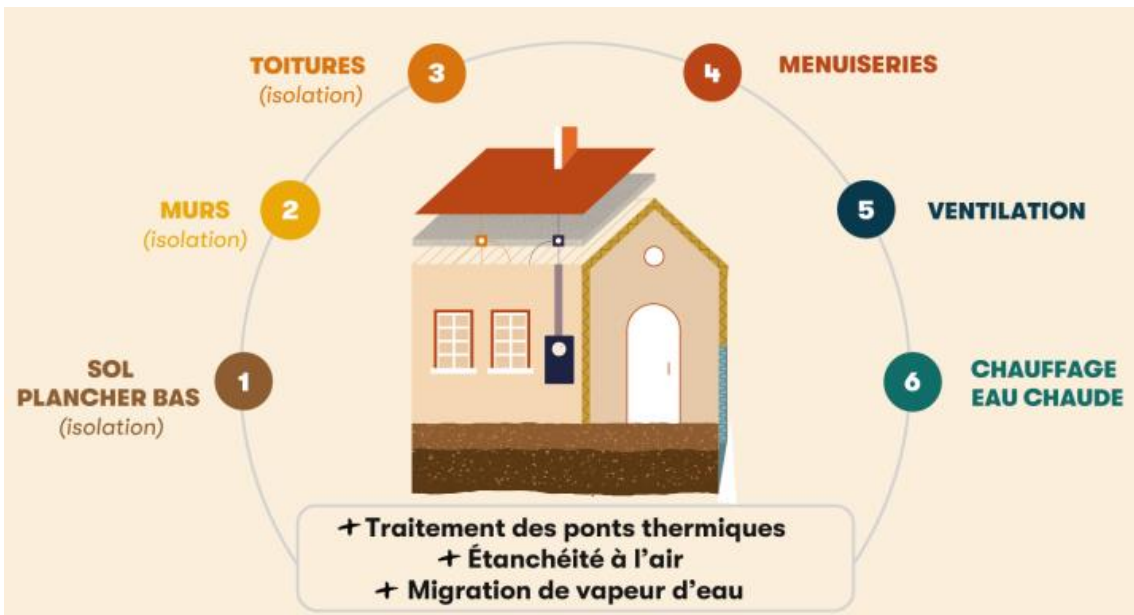 SOL
PLANCHER BAS
(isolation)
1
MURS
(isolation)
2
TOITURES
(isolation)
3
4
MENUISERIES
5
VENTILATION
6
CHAUFFAGE
EAU CHAUDE
+ Traitement des ponts thermiques
+ Étanchéité à l'air
+ Migration de vapeur d'eau